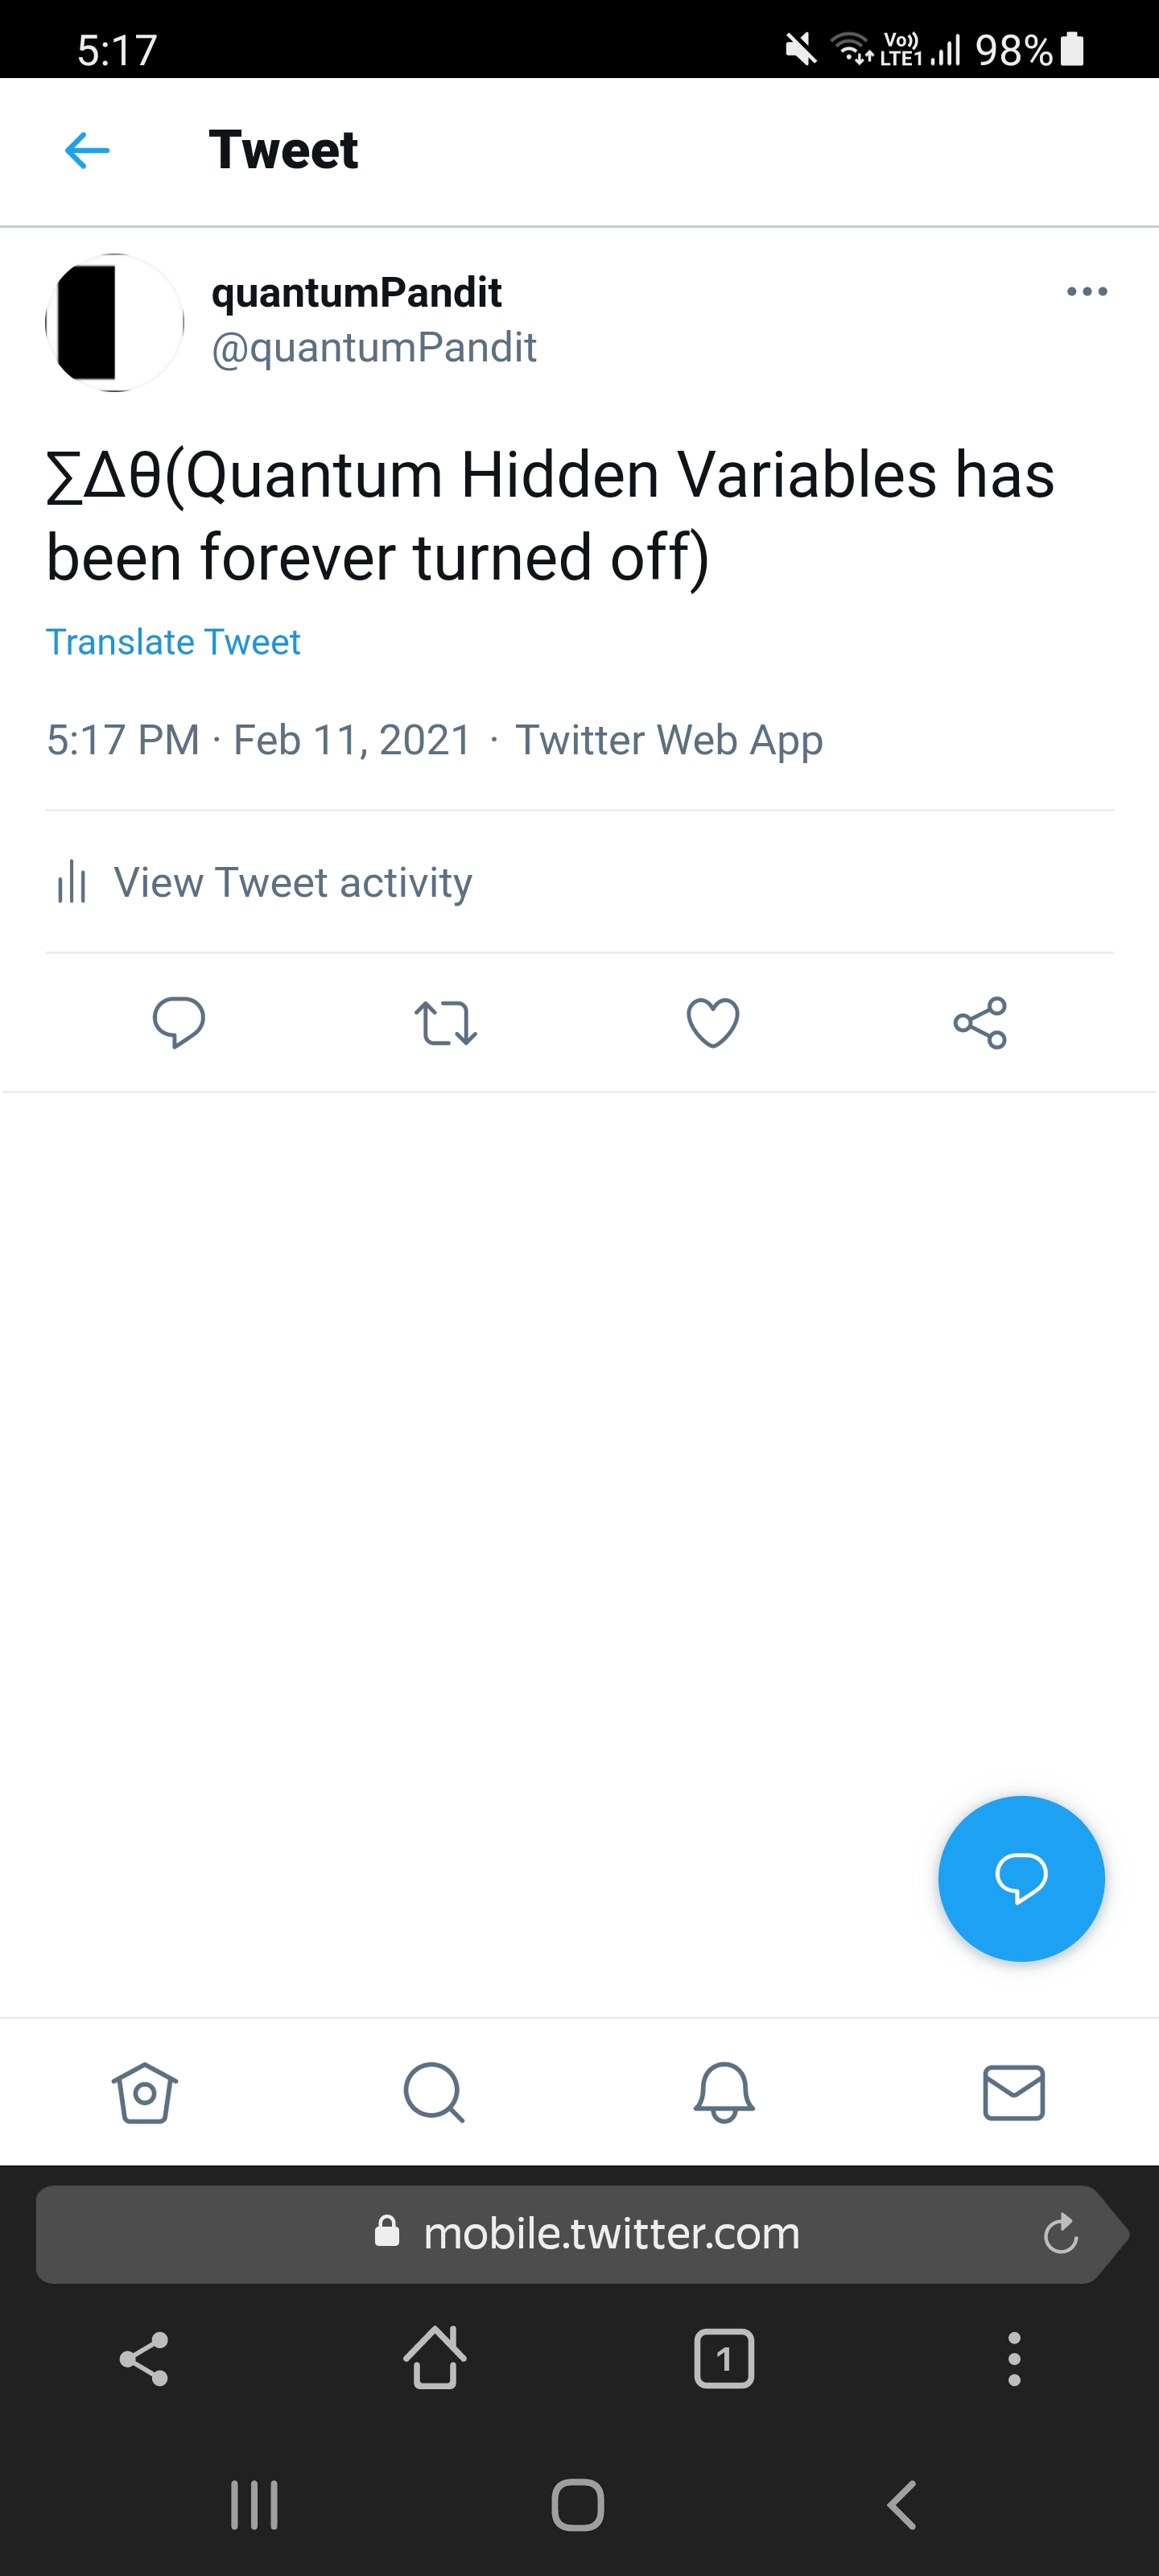 5:17
Vo)) LTE1 98%
Tweet
quantumPandit
@quantumPandit
∑Δθ(Quantum Hidden Variables has
been forever turned off)
Translate Tweet
5:17 PM · Feb 11, 2021 · Twitter Web App
View Tweet activity
mobile.twitter.com
1